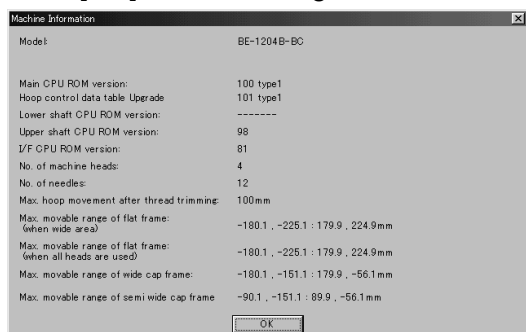 Machine Information
Model: BE-1204B-BC
Main CPU ROM version: 100 type1
Hoop control data table Upgrade 101 type1
Lower shaft CPU ROM version: -------
Upper shaft CPU ROM version: 98
I/F CPU ROM version: 81
No. of machine heads: 4
No. of needles: 12
Max. hoop movement after thread trimming: 100mm
Max. movable range of flat frame:
(when wide area) -180.1 , -225.1 : 179.9 , 224.9mm
Max. movable range of flat frame:
(when all heads are used) -180.1 , -225.1 : 179.9 , 224.9mm
Max. movable range of wide cap frame: -180.1 , -151.1 : 179.9 , -56.1mm
Max. movable range of semi wide cap frame -90.1 , -151.1 : 89.9 , -56.1mm
OK